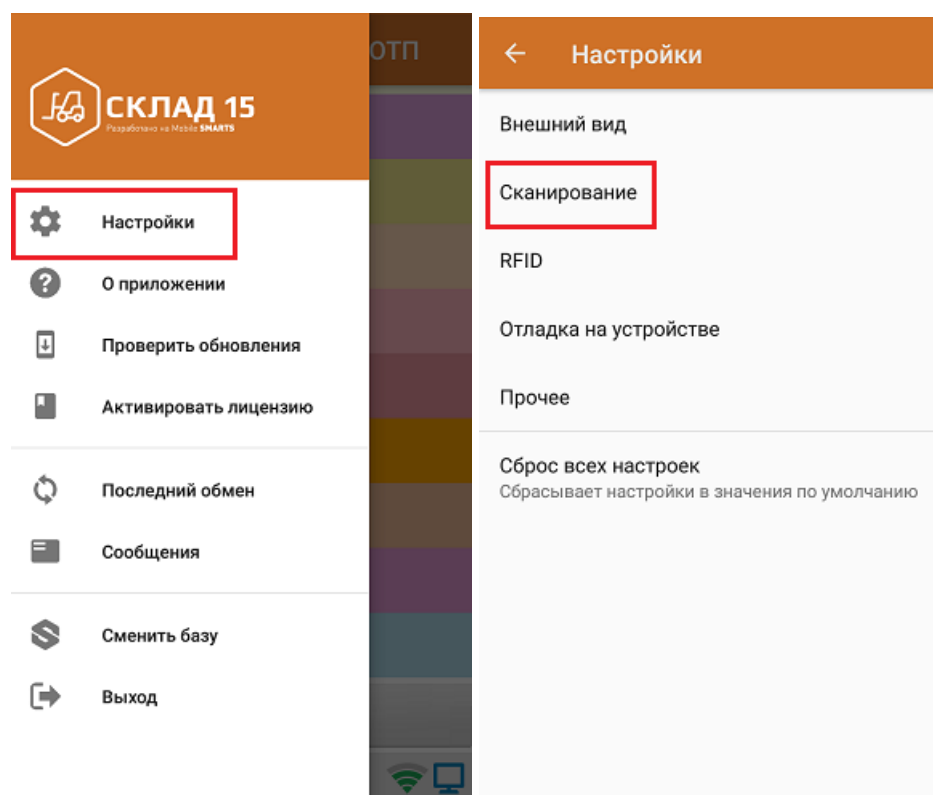 СКЛАД 15
Разработано на Mobile SMARTS
Настройки
О приложении
Проверить обновления
Активировать лицензию
Последний обмен
Сообщения
Сменить базу
Выход
ОТП
Настройки
Внешний вид
Сканирование
RFID
Отладка на устройстве
Прочее
Сброс всех настроек
Сбрасывает настройки в значения по умолчанию